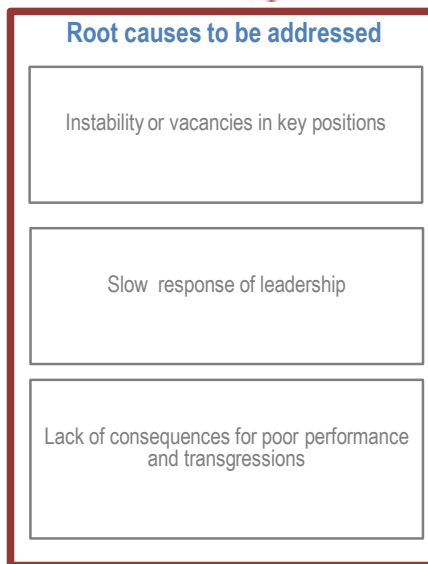 Root causes to be addressed
Instability or vacancies in key positions
Slow response of leadership
Lack of consequences for poor performance
and transgressions